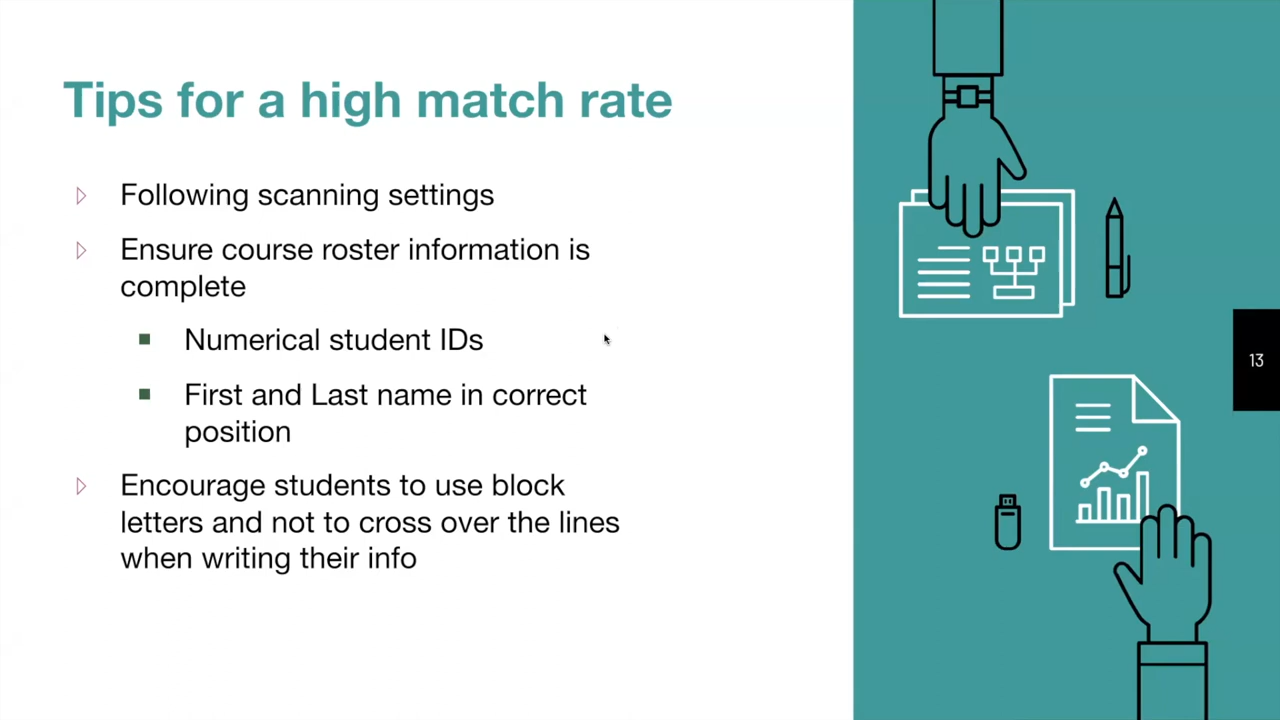 Tips for a high match rate
Following scanning settings
Ensure course roster information is
complete
Numerical student IDs
First and Last name in correct
position
Encourage students to use block
letters and not to cross over the lines
when writing their info
13